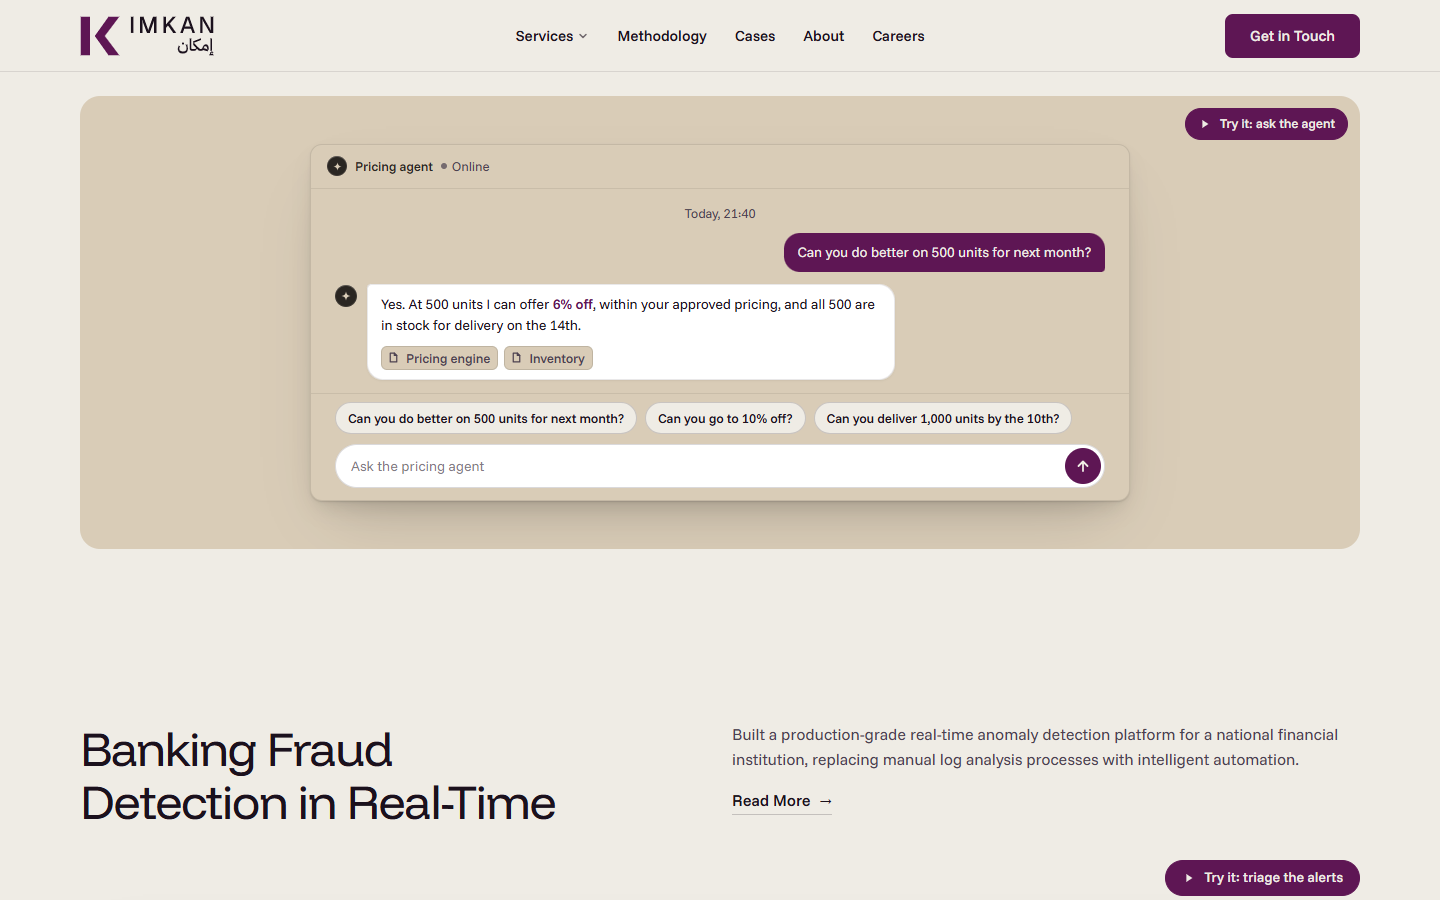 IMKAN
إمكان
Services
Methodology
Cases
About
Careers
Get in Touch
Try it: ask the agent
Pricing agent
Online
Today, 21:40
Can you do better on 500 units for next month?
Yes. At 500 units I can offer 6% off, within your approved pricing, and all 500 are
in stock for delivery on the 14th.
Pricing engine
Inventory
Can you do better on 500 units for next month?
Can you go to 10% off?
Can you deliver 1,000 units by the 10th?
Ask the pricing agent
Banking Fraud
Detection in Real-Time
Built a production-grade real-time anomaly detection platform for a national financial
institution, replacing manual log analysis processes with intelligent automation.
Read More →
Try it: triage the alerts